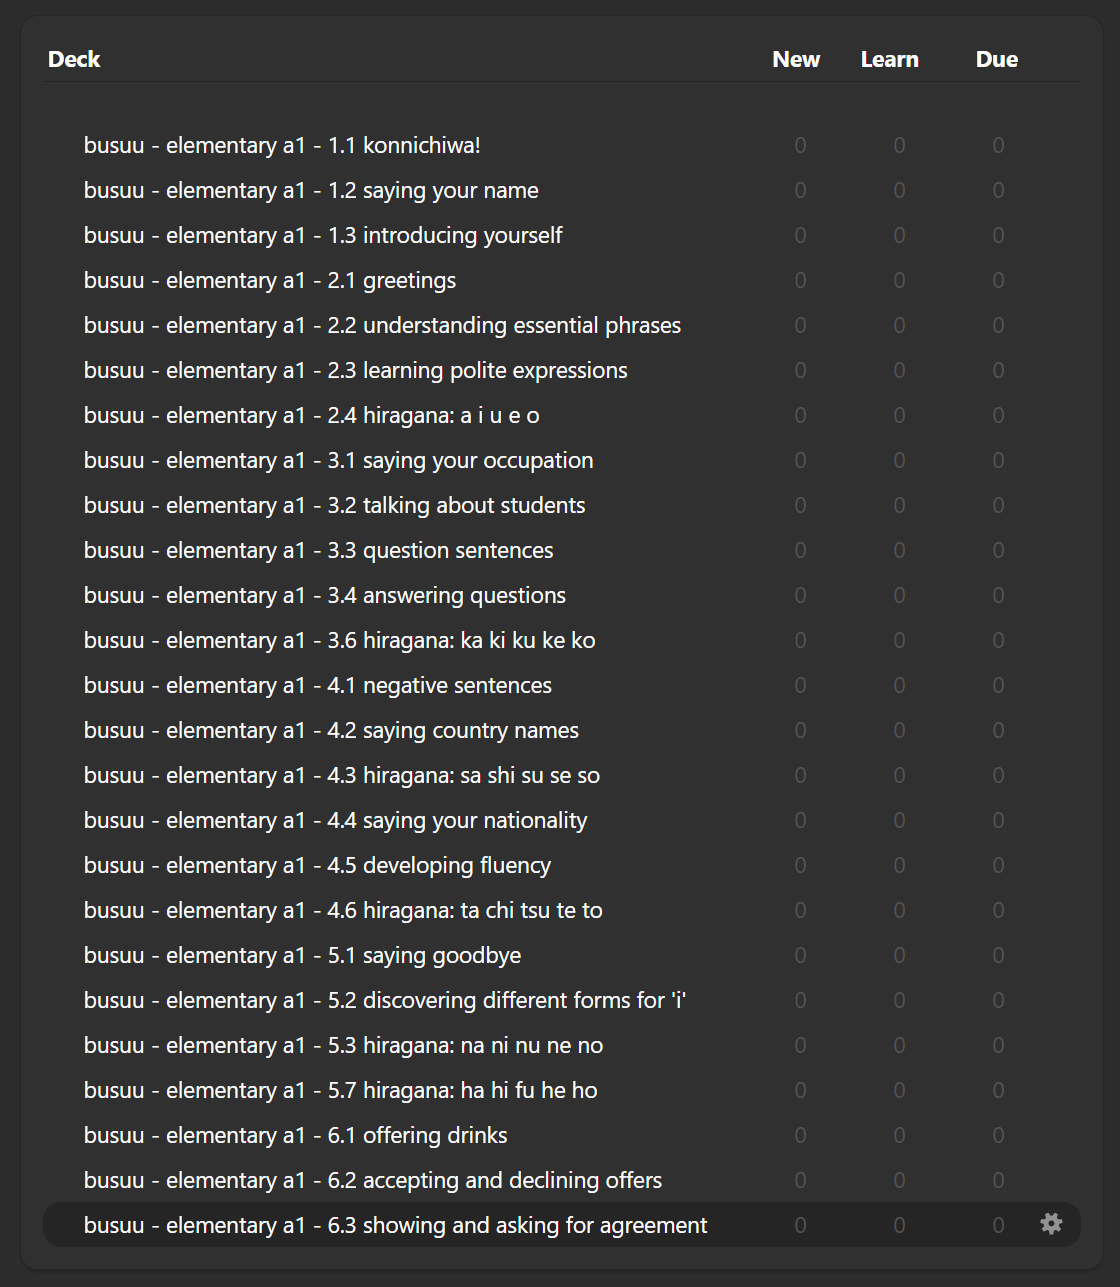 Deck New Learn Due
busuu - elementary a1 - 1.1 konnichiwa! 0 0 0
busuu - elementary a1 - 1.2 saying your name 0 0 0
busuu - elementary a1 - 1.3 introducing yourself 0 0 0
busuu - elementary a1 - 2.1 greetings 0 0 0
busuu - elementary a1 - 2.2 understanding essential phrases 0 0 0
busuu - elementary a1 - 2.3 learning polite expressions 0 0 0
busuu - elementary a1 - 2.4 hiragana: a i u e o 0 0 0
busuu - elementary a1 - 3.1 saying your occupation 0 0 0
busuu - elementary a1 - 3.2 talking about students 0 0 0
busuu - elementary a1 - 3.3 question sentences 0 0 0
busuu - elementary a1 - 3.4 answering questions 0 0 0
busuu - elementary a1 - 3.6 hiragana: ka ki ku ke ko 0 0 0
busuu - elementary a1 - 4.1 negative sentences 0 0 0
busuu - elementary a1 - 4.2 saying country names 0 0 0
busuu - elementary a1 - 4.3 hiragana: sa shi su se so 0 0 0
busuu - elementary a1 - 4.4 saying your nationality 0 0 0
busuu - elementary a1 - 4.5 developing fluency 0 0 0
busuu - elementary a1 - 4.6 hiragana: ta chi tsu te to 0 0 0
busuu - elementary a1 - 5.1 saying goodbye 0 0 0
busuu - elementary a1 - 5.2 discovering different forms for 'i' 0 0 0
busuu - elementary a1 - 5.3 hiragana: na ni nu ne no 0 0 0
busuu - elementary a1 - 5.7 hiragana: ha hi fu he ho 0 0 0
busuu - elementary a1 - 6.1 offering drinks 0 0 0
busuu - elementary a1 - 6.2 accepting and declining offers 0 0 0
busuu - elementary a1 - 6.3 showing and asking for agreement 0 0 0